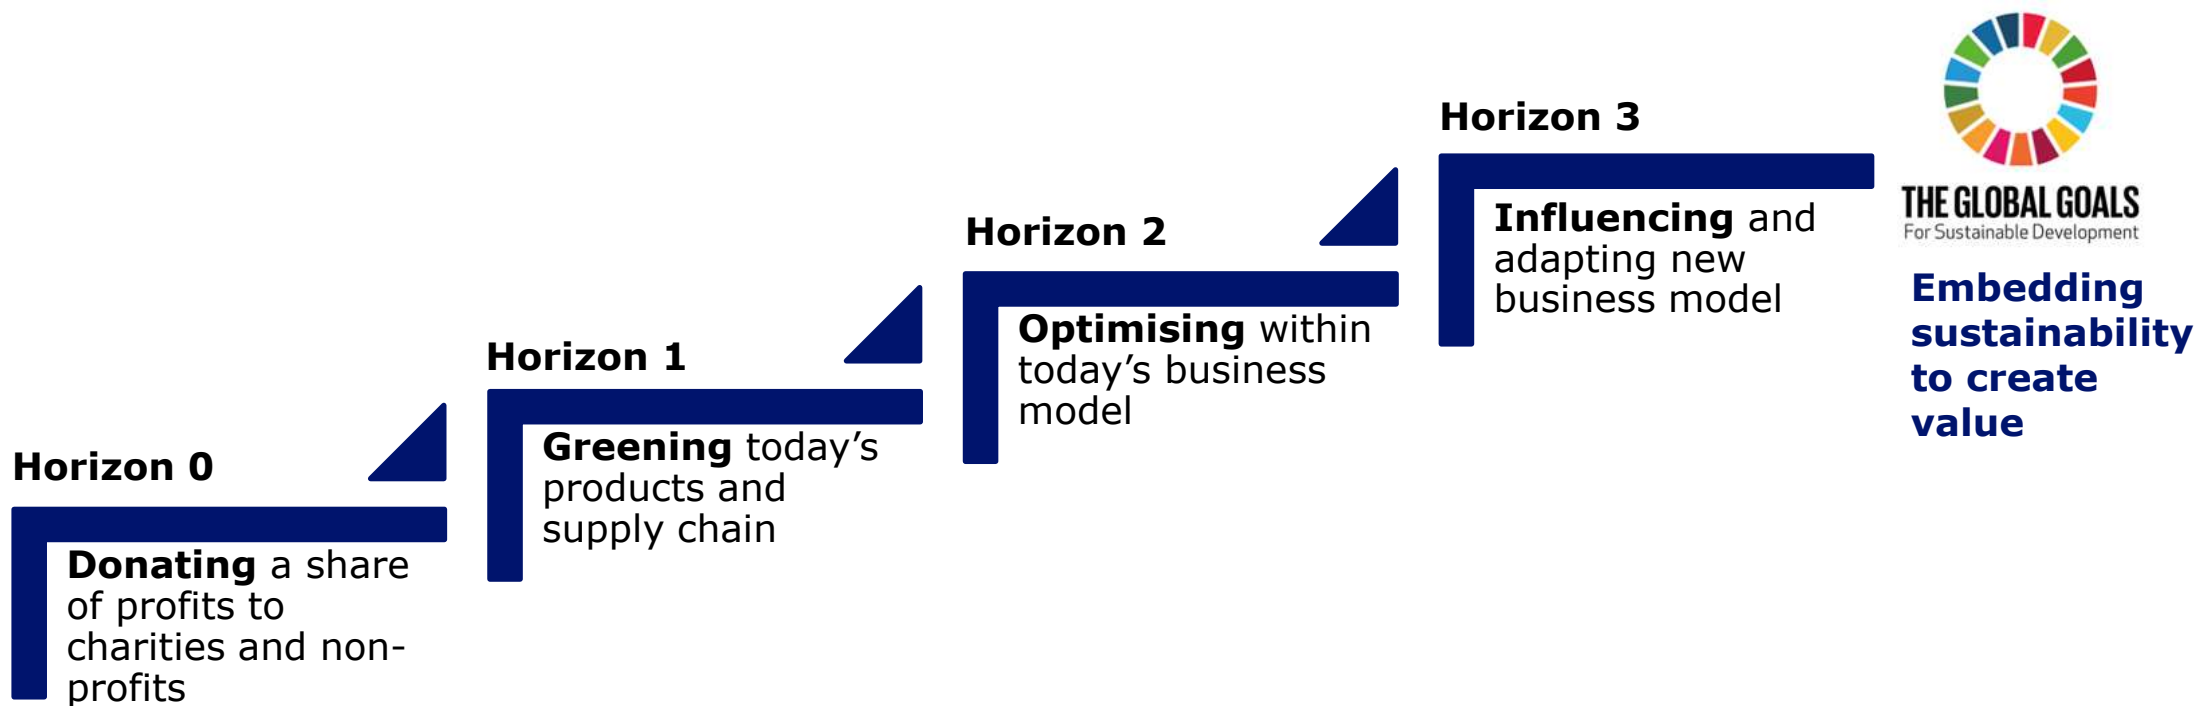 Horizon 0
Donating a share
of profits to
charities and non-
profits
Horizon 1
Greening today’s
products and
supply chain
Horizon 2
Optimising within
today’s business
model
Horizon 3
Influencing and
adapting new
business model
THE GLOBAL GOALS
For Sustainable Development
Embedding
sustainability
to create
value